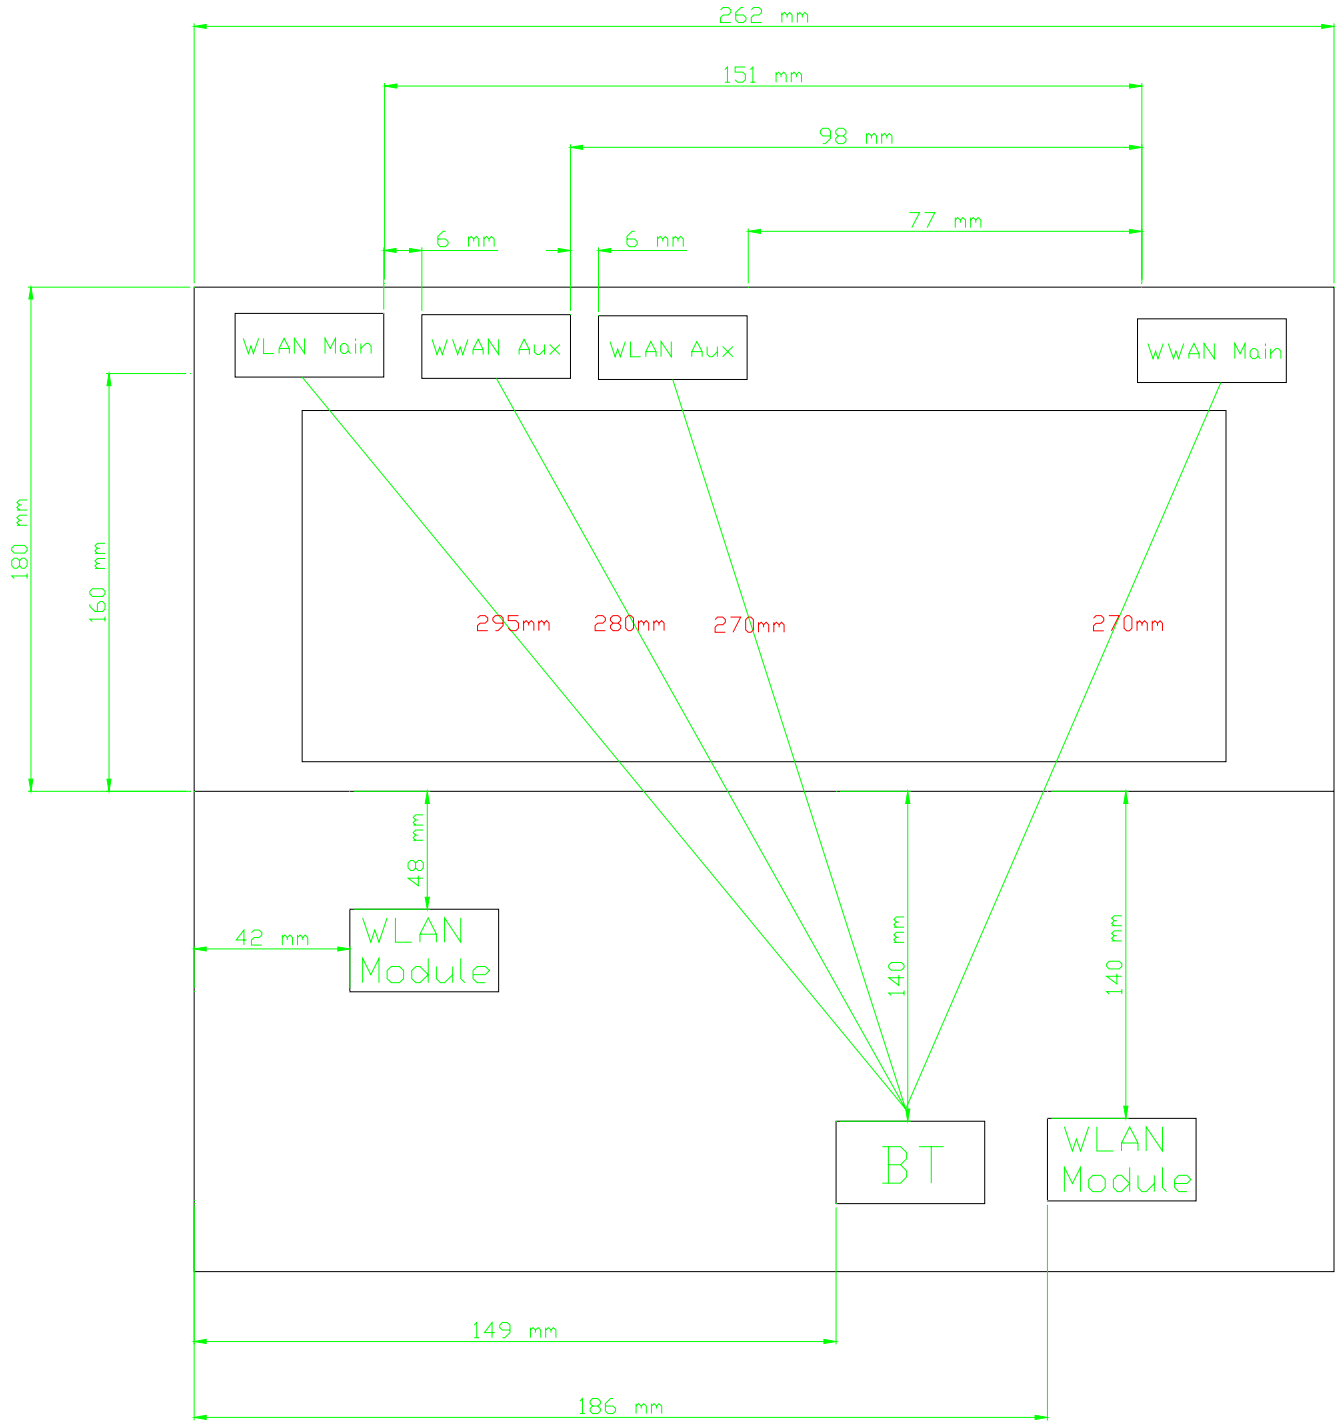 262 mm
151 mm
98 mm
77 mm
6 mm
6 mm
WLAN Main
WWAN Aux
WLAN Aux
WWAN Main
180 mm
160 mm
295mm
280mm
270mm
270mm
48 mm
42 mm
WLAN
Module
140 mm
140 mm
BT
WLAN
Module
149 mm
186 mm